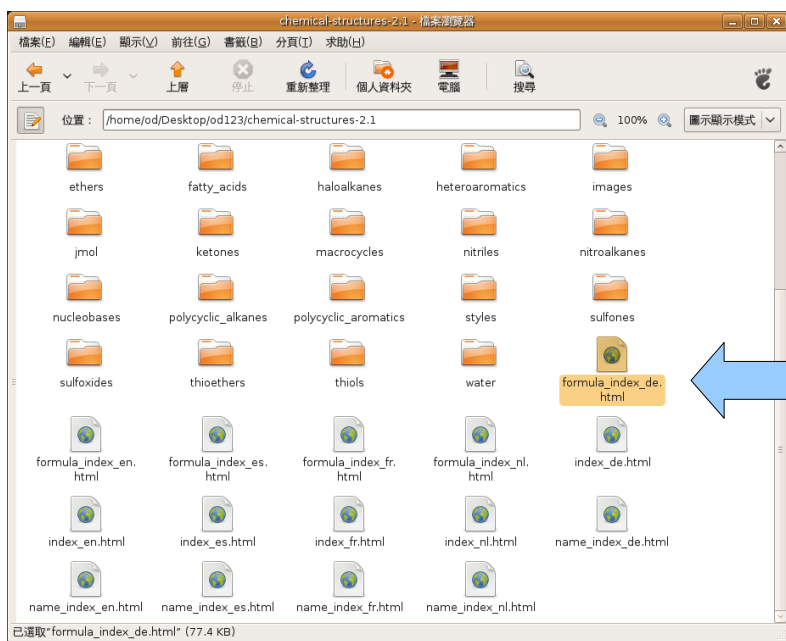 chemical-structures-2.1 - 檔案瀏覽器
檔案(F) 編輯(E) 顯示(V) 前往(G) 書籤(B) 分頁(T) 求助(H)
上一頁 下一頁 上層 停止 重新整理 個人資料夾 電腦 搜尋
位置： /home/od/Desktop/od123/chemical-structures-2.1 100% 圖示顯示模式
ethers fatty_acids haloalkanes heteroaromatics images
jmol ketones macrocycles nitriles nitroalkanes
nucleobases polycyclic_alkanes polycyclic_aromatics styles sulfones
sulfoxides thioethers thiols water formula_index_de.
html
formula_index_en. formula_index_es. formula_index_fr. formula_index_nl. index_de.html
html html html html
index_en.html index_es.html index_fr.html index_nl.html name_index_de.html
name_index_en.html name_index_es.html name_index_fr.html name_index_nl.html
已選取"formula_index_de.html" (77.4 KB)